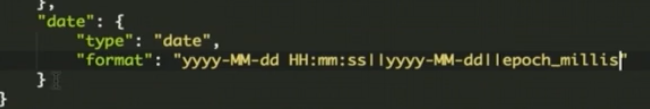 },
"date": {
"type": "date",
"format": "yyyy-MM-dd HH:mm:ss||yyyy-MM-dd||epoch_millis"
}
}